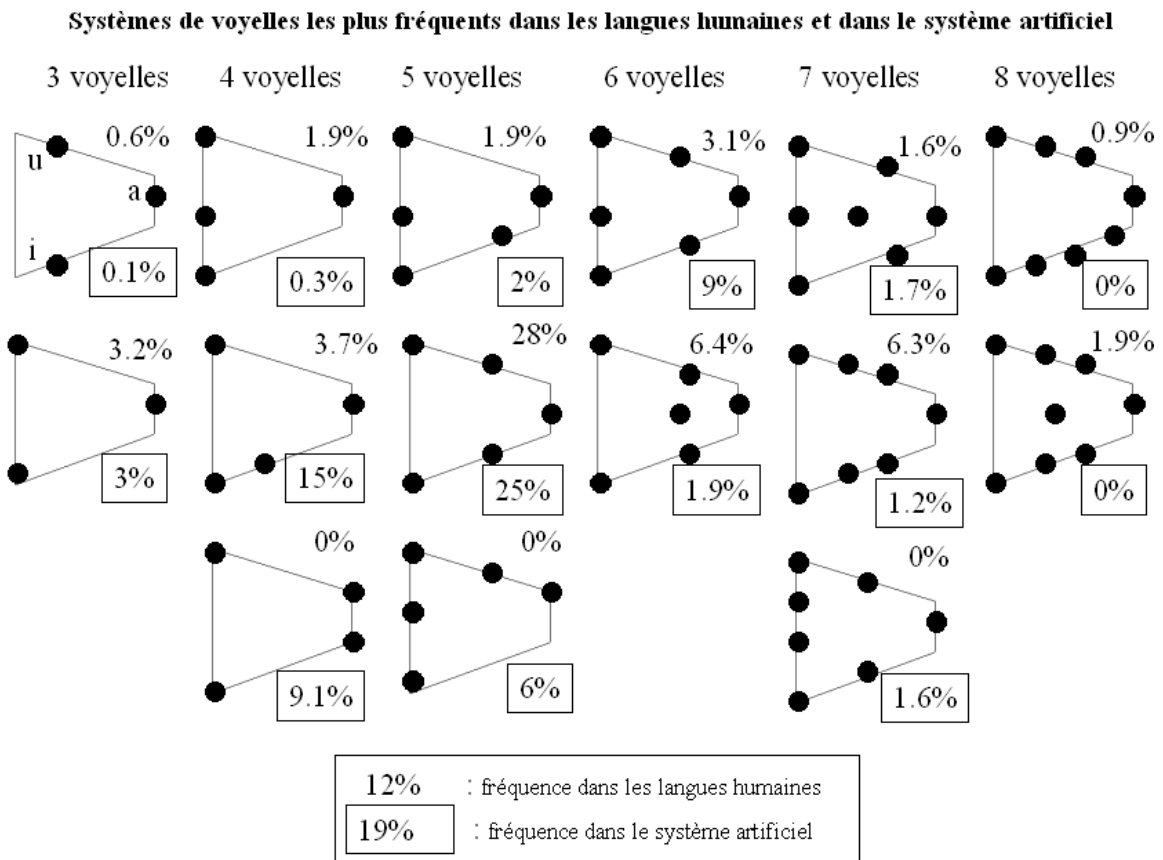 Systèmes de voyelles les plus fréquents dans les langues humaines et dans le système artificiel
3 voyelles 4 voyelles 5 voyelles 6 voyelles 7 voyelles 8 voyelles
0.6% 1.9% 1.9% 3.1% 1.6% 0.9%
u
a
i
0.1% 0.3% 2% 9% 1.7% 0%
3.2% 3.7% 28% 6.4% 6.3% 1.9%
3% 15% 25% 1.9% 1.2% 0%
0% 0% 0%
9.1% 6% 1.6%
12% : fréquence dans les langues humaines
19% : fréquence dans le système artificiel